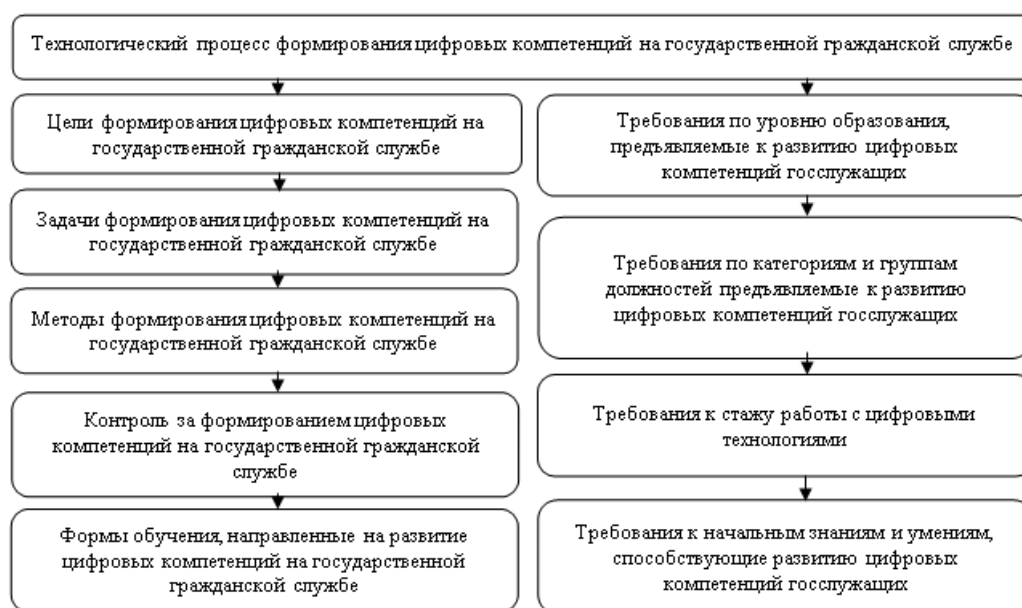 Технологический процесс формирования цифровых компетенций на государственной гражданской службе
Цели формирования цифровых компетенций на
государственной гражданской службе
Задачи формирования цифровых компетенций на
государственной гражданской службе
Методы формирования цифровых компетенций на
государственной гражданской службе
Контроль за формированием цифровых
компетенций на государственной гражданской
службе
Формы обучения, направленные на развитие
цифровых компетенций на государственной
гражданской службе
Требования по уровню образования,
предъявляемые к развитию цифровых
компетенций госслужащих
Требования по категориям и группам
должностей предъявляемые к развитию
цифровых компетенций госслужащих
Требования к стажу работы с цифровыми
технологиями
Требования к начальным знаниям и умениям,
способствующие развитию цифровых
компетенций госслужащих